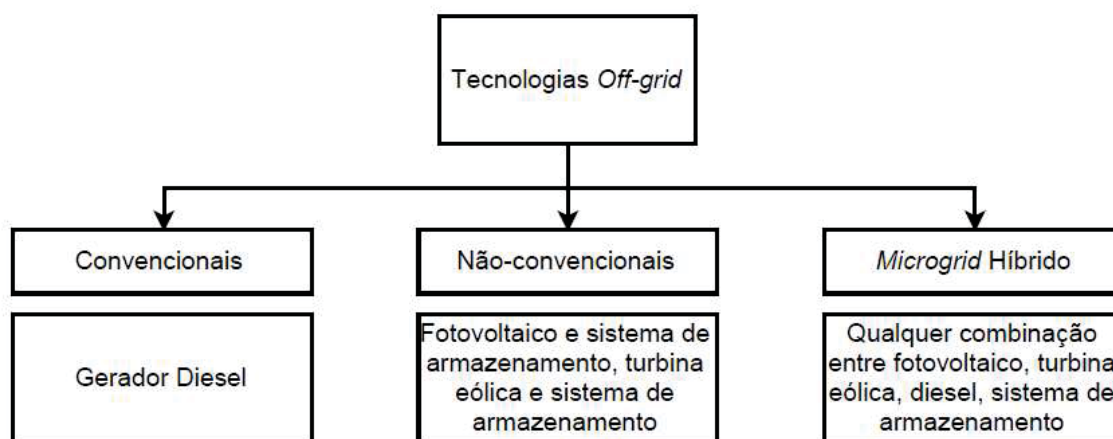 Tecnologias Off-grid
Convencionais
Não-convencionais
Microgrid Híbrido
Gerador Diesel
Fotovoltaico e sistema de
armazenamento, turbina
eólica e sistema de
armazenamento
Qualquer combinação
entre fotovoltaico, turbina
eólica, diesel, sistema de
armazenamento